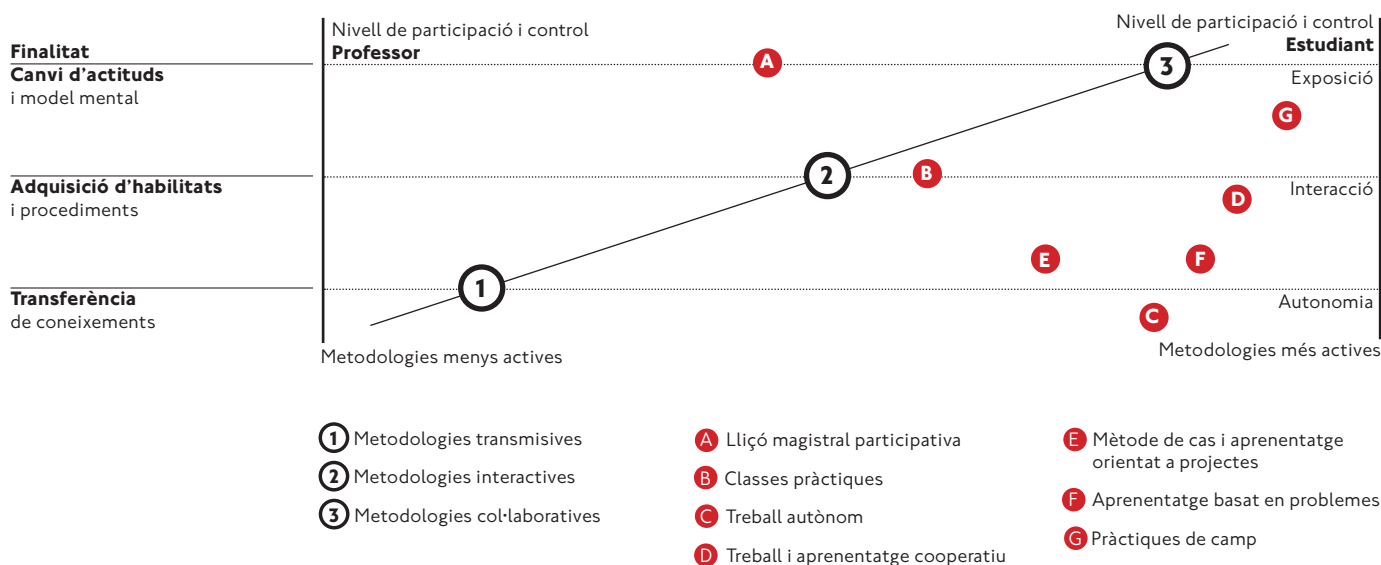 Nivell de participació i control
Professor
Nivell de participació i control
Estudiant
Finalitat
Canvi d'actituds
i model mental
A
3
Exposició
G
Adquisició d’habilitats
i procediments
2
B
Interacció
D
E
F
Transferència
de coneixements
1
Autonomia
C
Metodologies menys actives
Metodologies més actives
1 Metodologies transmisives
2 Metodologies interactives
3 Metodologies col·laboratives
A Lliçó magistral participativa
B Classes pràctiques
C Treball autònom
D Treball i aprenentatge cooperatiu
E Mètode de cas i aprenentatge
orientat a projectes
F Aprenentatge basat en problemes
G Pràctiques de camp